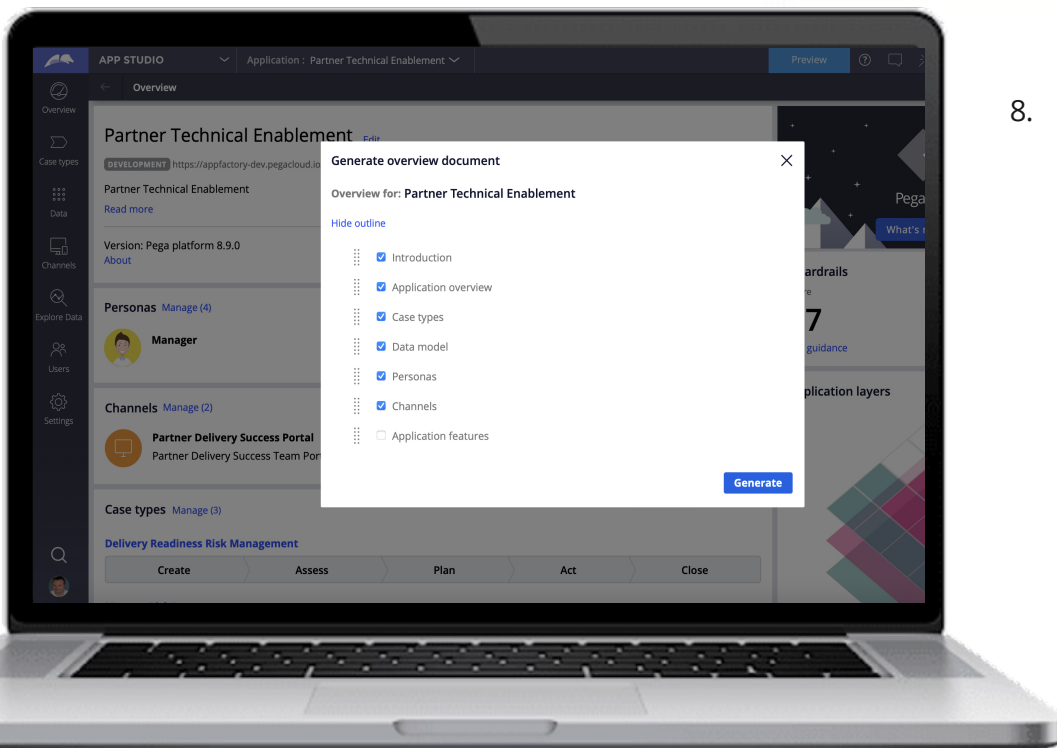 8.
APP STUDIO
Application : Partner Technical Enablement
Preview
Overview
Overview
Case types
Data
Channels
Explore Data
Users
Settings
Partner Technical Enablement Edit
DEVELOPMENT https://appfactory-dev.pegacloud.io
Partner Technical Enablement
Read more
Version: Pega platform 8.9.0
About
Personas Manage (4)
Manager
Channels Manage (2)
Partner Delivery Success Portal
Partner Delivery Success Team
Case types Manage (3)
Delivery Readiness Risk Management
Create Assess Plan Act Close
Generate overview document
Overview for: Partner Technical Enablement
Hide outline
Introduction
Application overview
Case types
Data model
Personas
Channels
Application features
Generate
Pega
What's
guidance
layers